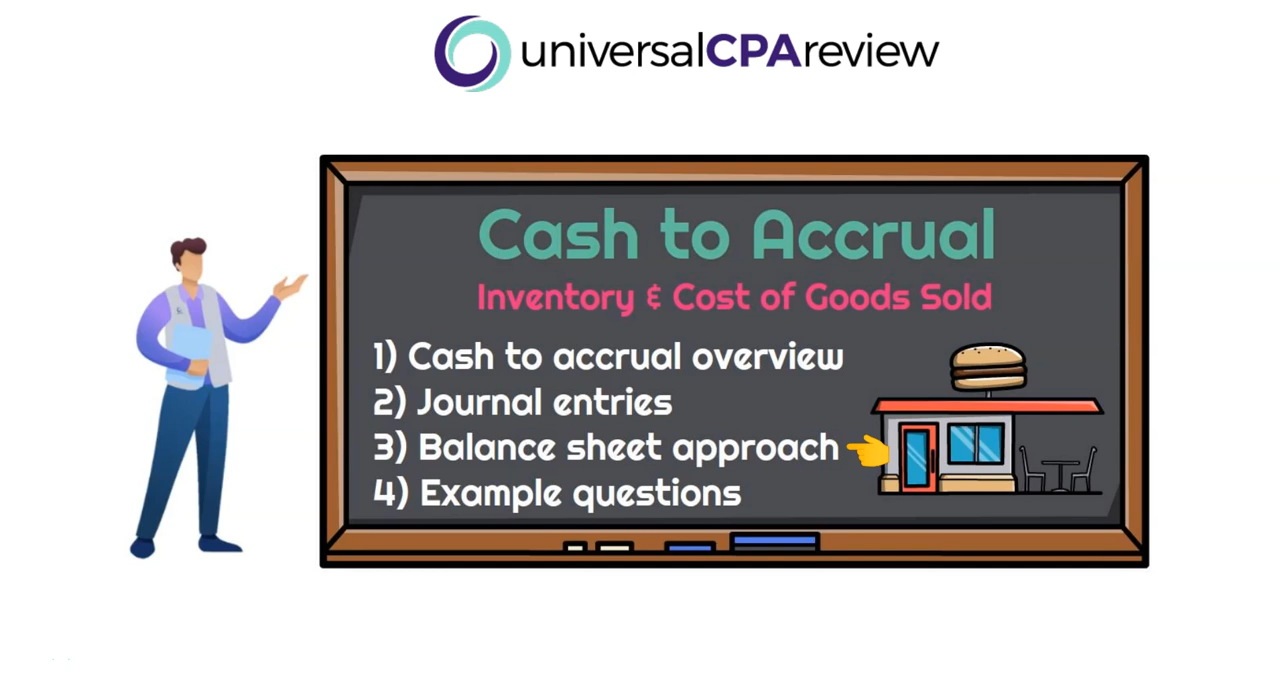 universalCPAreview
Cash to Accrual
Inventory & Cost of Goods Sold
1) Cash to accrual overview
2) Journal entries
3) Balance sheet approach
4) Example questions